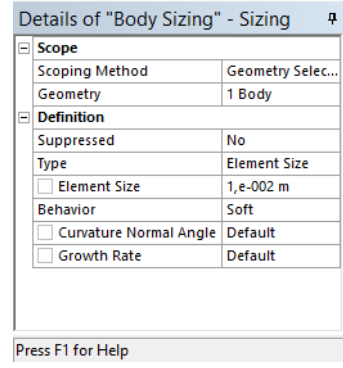 Details of "Body Sizing" - Sizing
Scope
Scoping Method Geometry Selec...
Geometry 1 Body
Definition
Suppressed No
Type Element Size
Element Size 1,e-002 m
Behavior Soft
Curvature Normal Angle Default
Growth Rate Default
Press F1 for Help